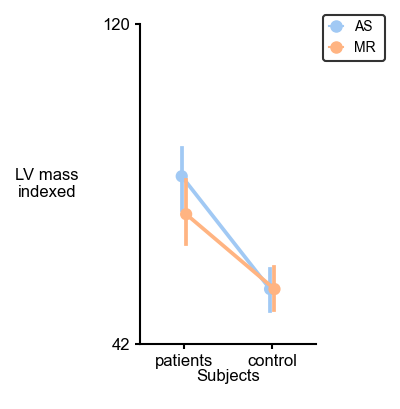 120
AS
MR
LV mass
indexed
42
patients control
Subjects